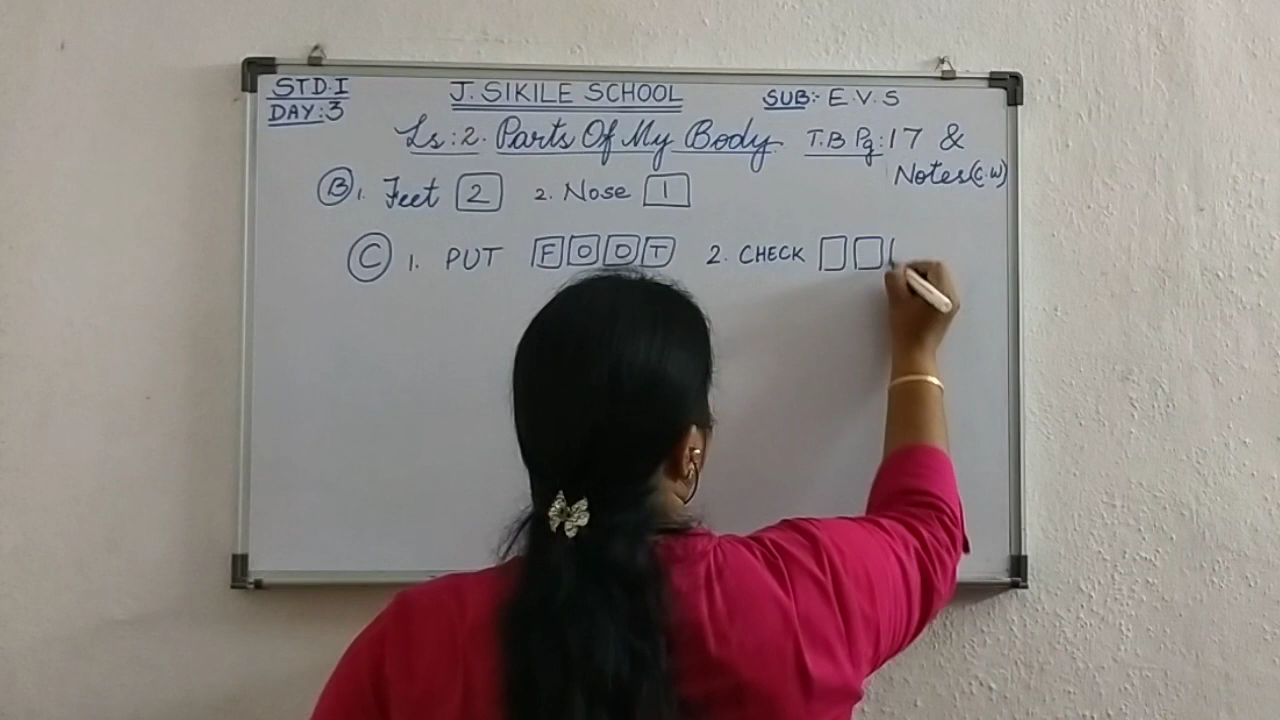 STD.I J. SIKILE SCHOOL SUB:- E.V.S
DAY:3
Ls:2. Parts Of My Body T.B Pg:17 &
Notes(C.W)
B 1. Feet 2 2. Nose 1
C 1. PUT FOOT 2. CHECK